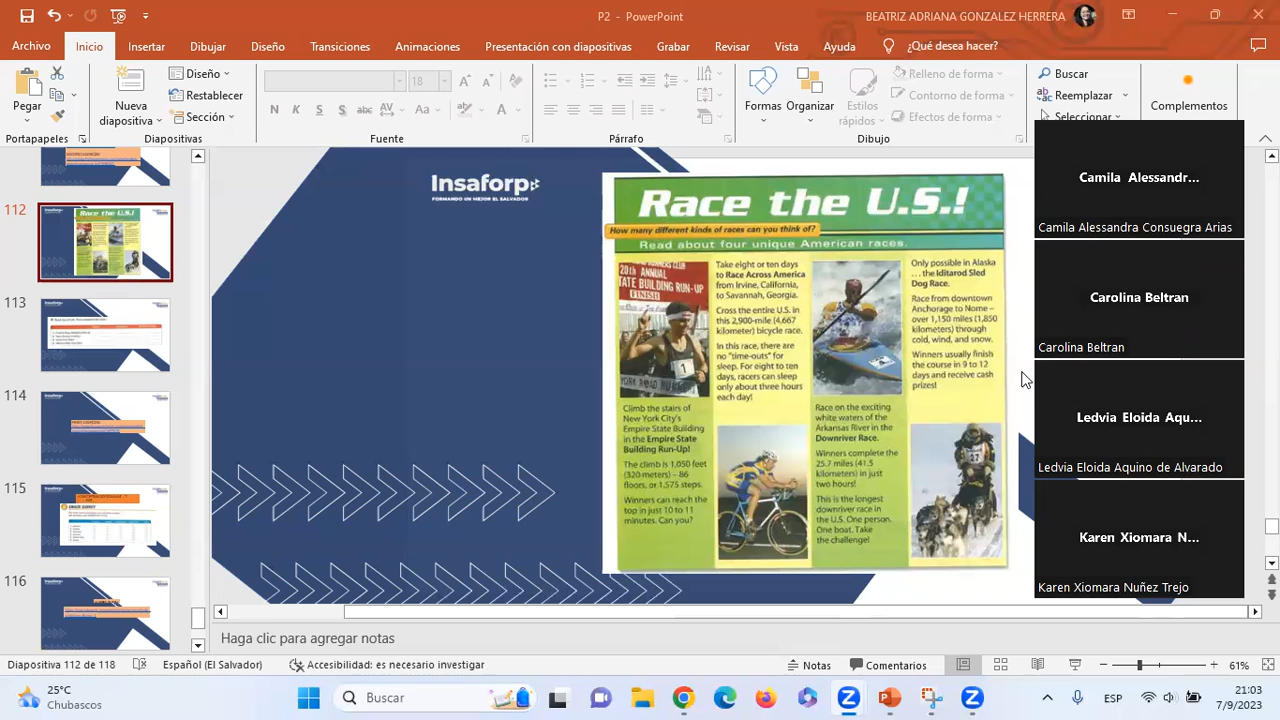 P2 - PowerPoint
BEATRIZ ADRIANA GONZALEZ HERRERA
Archivo Inicio Insertar Dibujar Diseño Transiciones Animaciones Presentación con diapositivas Grabar Revisar Vista Ayuda ¿Qué desea hacer?
Pegar
Portapapeles
Nueva diapositiva
Diseño
Restablecer
Sección
Diapositivas
18
N K S S abc AV Aa A
Fuente
Párrafo
Formas
Organizar
Estilos rápidos
Relleno de forma
Contorno de forma
Efectos de forma
Dibujo
Buscar
Reemplazar
Seleccionar
Complementos
112
113
114
115
116
Insaforp
FORMANDO UN MEJOR EL SALVADOR
Race the U.S!
How many different kinds of races can you think of?
Read about four unique American races.
20th ANNUAL
STATE BUILDING RUN-UP
FINISH
1
YORK ROAD RUNNERS
Climb the stairs of
New York City's
Empire State Building
in the Empire State
Building Run-Up!
The climb is 1,050 feet
(320 meters) – 86
floors, or 1,575 steps.
Winners can reach the
top in just 10 to 11
minutes. Can you?
Take eight or ten days
to Race Across America
from Irvine, California,
to Savannah, Georgia.
Cross the entire U.S. in
this 2,900-mile (4,667
kilometer) bicycle race.
In this race, there are
no "time-outs" for
sleep. For eight to ten
days, racers can sleep
only about three hours
each day!
Race on the exciting
white waters of the
Arkansas River in the
Downriver Race.
Winners complete the
25.7 miles (41.5
kilometers) in just
two hours!
This is the longest
downriver race in
the U.S. One person.
One boat. Take
the challenge!
Only possible in Alaska
. . . the Iditarod Sled
Dog Race.
Race from downtown
Anchorage to Nome –
over 1,150 miles (1,850
kilometers) through
cold, wind, and snow.
Winners usually finish
the course in 9 to 12
days and receive cash
prizes!
37
Camila Alessandr...
Camila Alessandra Canegra Ario
Carolina Beltran
Carolina Beltran
Ledvija Eloida Aqu...
Ledvija Eloida Aquino de Alvarado
Karen Xiomara N...
Karen Xiomara Nuñez Trejo
Haga clic para agregar notas
Diapositiva 112 de 118
Español (El Salvador)
Accesibilidad: es necesario investigar
Notas
Comentarios
61%
25°C
Chubascos
Buscar
ESP
21:03
7/9/2023